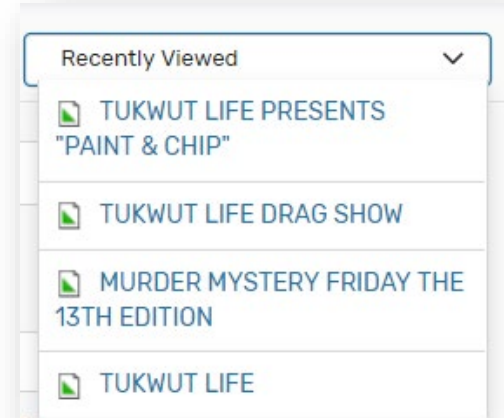 Recently Viewed
TUKWUT LIFE PRESENTS
"PAINT & CHIP"
TUKWUT LIFE DRAG SHOW
MURDER MYSTERY FRIDAY THE
13TH EDITION
TUKWUT LIFE